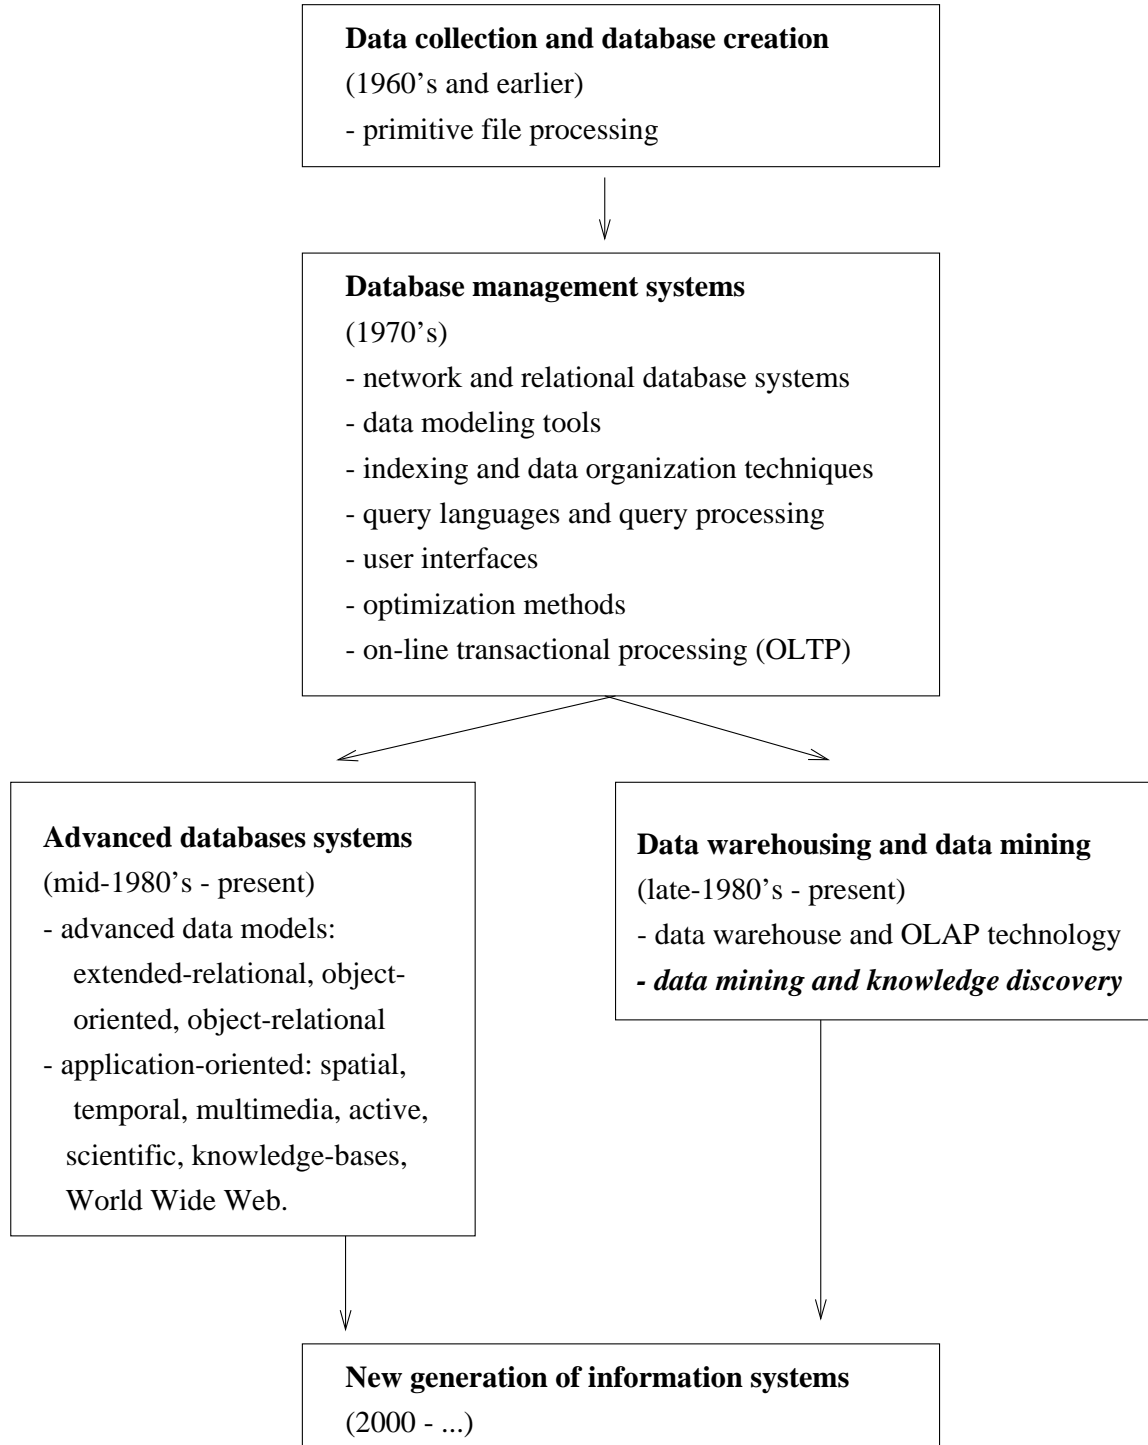 Data collection and database creation
(1960’s and earlier)
- primitive file processing
Database management systems
(1970’s)
- network and relational database systems
- data modeling tools
- indexing and data organization techniques
- query languages and query processing
- user interfaces
- optimization methods
- on-line transactional processing (OLTP)
Advanced databases systems
(mid-1980’s - present)
- advanced data models:
extended-relational, object-
oriented, object-relational
- application-oriented: spatial,
temporal, multimedia, active,
scientific, knowledge-bases,
World Wide Web.
Data warehousing and data mining
(late-1980’s - present)
- data warehouse and OLAP technology
- data mining and knowledge discovery
New generation of information systems
(2000 - ...)